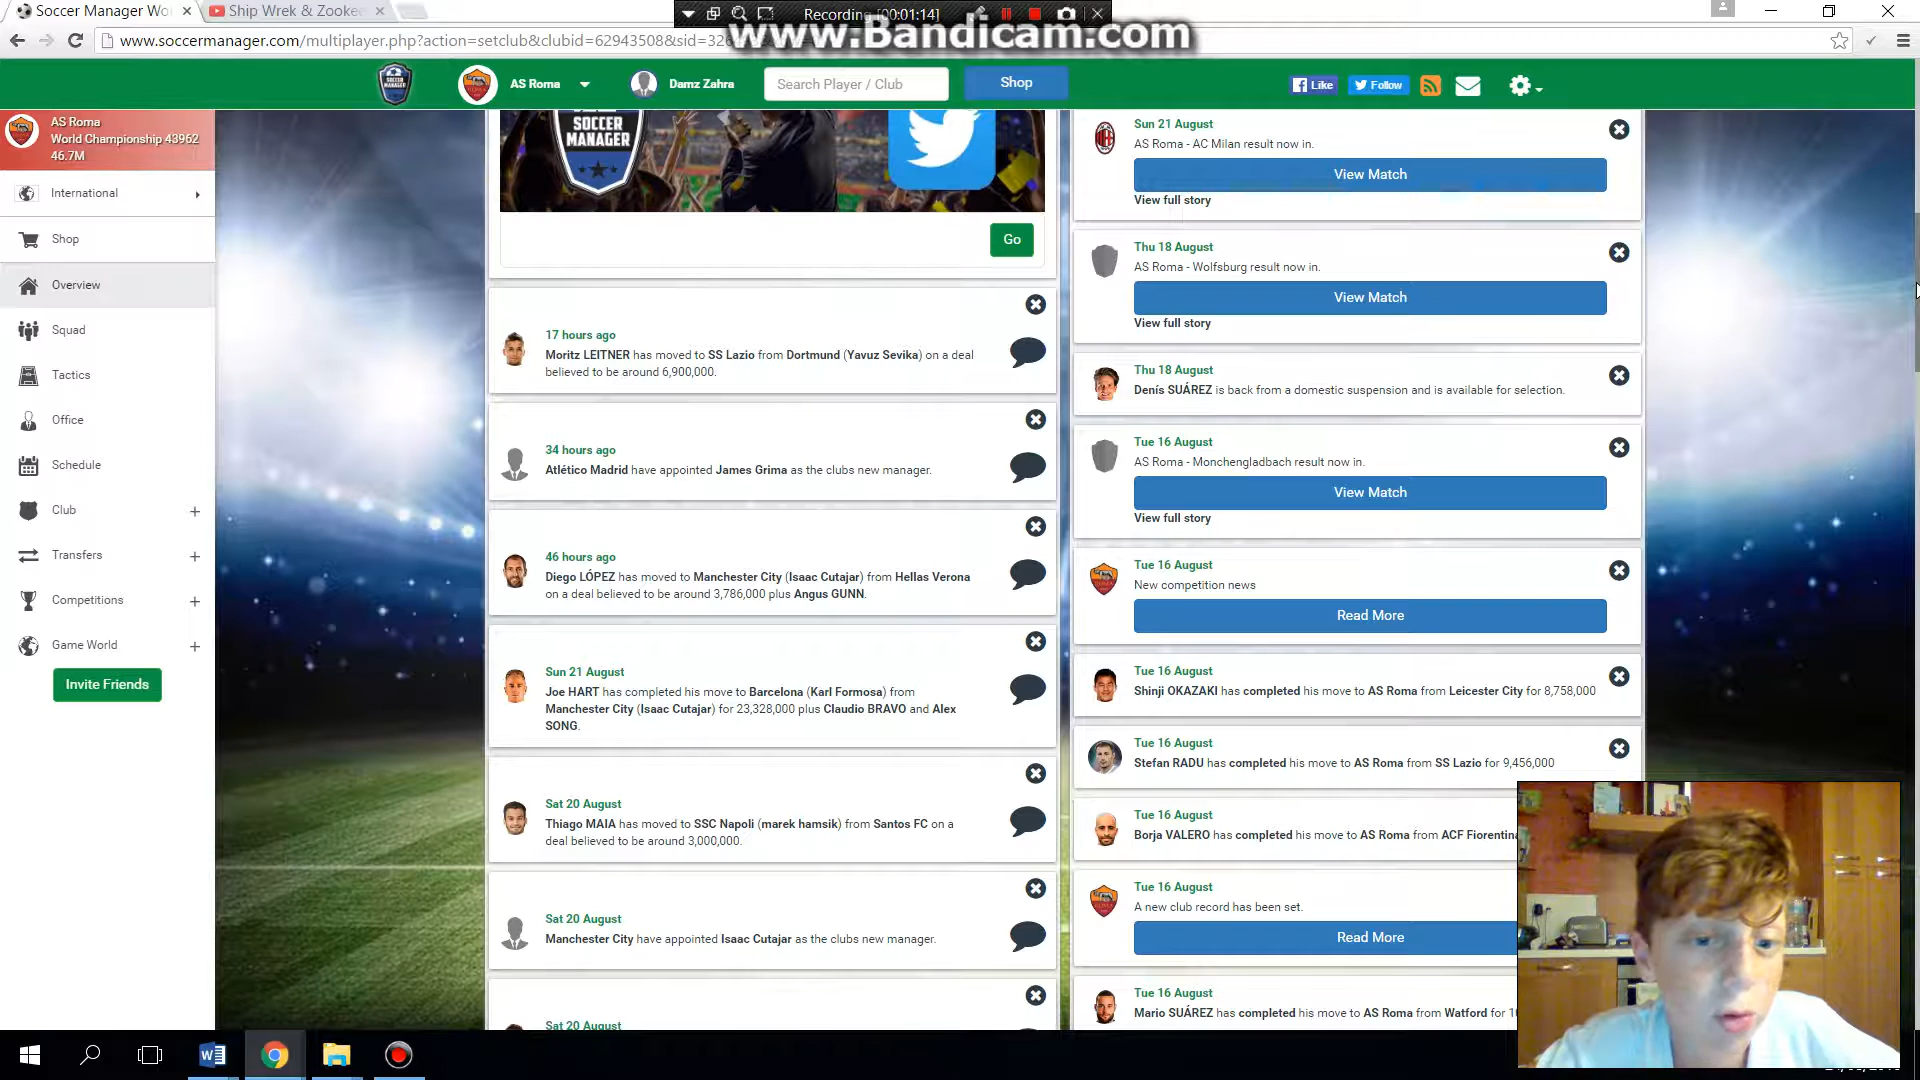 Soccer Manager Wo
Ship Wrek & Zooke
Recording [00:01:14]
www.Bandicam.com
www.soccermanager.com/multiplayer.php?action=setclub&clubid=62943508&sid=326
AS Roma
Damz Zahra
Search Player / Club
Shop
Like
Follow
AS Roma
World Championship 43962
46.7M
International
Shop
Overview
Squad
Tactics
Office
Schedule
Club
Transfers
Competitions
Game World
Invite Friends
SOCCER
MANAGER
Go
17 hours ago
Moritz LEITNER has moved to SS Lazio from Dortmund (Yavuz Sevika) on a deal
believed to be around 6,900,000.
34 hours ago
Atlético Madrid have appointed James Grima as the clubs new manager.
46 hours ago
Diego LÓPEZ has moved to Manchester City (Isaac Cutajar) from Hellas Verona
on a deal believed to be around 3,786,000 plus Angus GUNN.
Sun 21 August
Joe HART has completed his move to Barcelona (Karl Formosa) from
Manchester City (Isaac Cutajar) for 23,328,000 plus Claudio BRAVO and Alex
SONG.
Sat 20 August
Thiago MAIA has moved to SSC Napoli (marek hamsik) from Santos FC on a
deal believed to be around 3,000,000.
Sat 20 August
Manchester City have appointed Isaac Cutajar as the clubs new manager.
Sat 20 August
Sun 21 August
AS Roma - AC Milan result now in.
View Match
View full story
Thu 18 August
AS Roma - Wolfsburg result now in.
View Match
View full story
Thu 18 August
Denís SUÁREZ is back from a domestic suspension and is available for selection.
Tue 16 August
AS Roma - Monchengladbach result now in.
View Match
View full story
Tue 16 August
New competition news
Read More
Tue 16 August
Shinji OKAZAKI has completed his move to AS Roma from Leicester City for 8,758,000
Tue 16 August
Stefan RADU has completed his move to AS Roma from SS Lazio for 9,456,000
Tue 16 August
Borja VALERO has completed his move to AS Roma from ACF Fiorentina
Tue 16 August
A new club record has been set.
Read More
Tue 16 August
Mario SUÁREZ has completed his move to AS Roma from Watford for